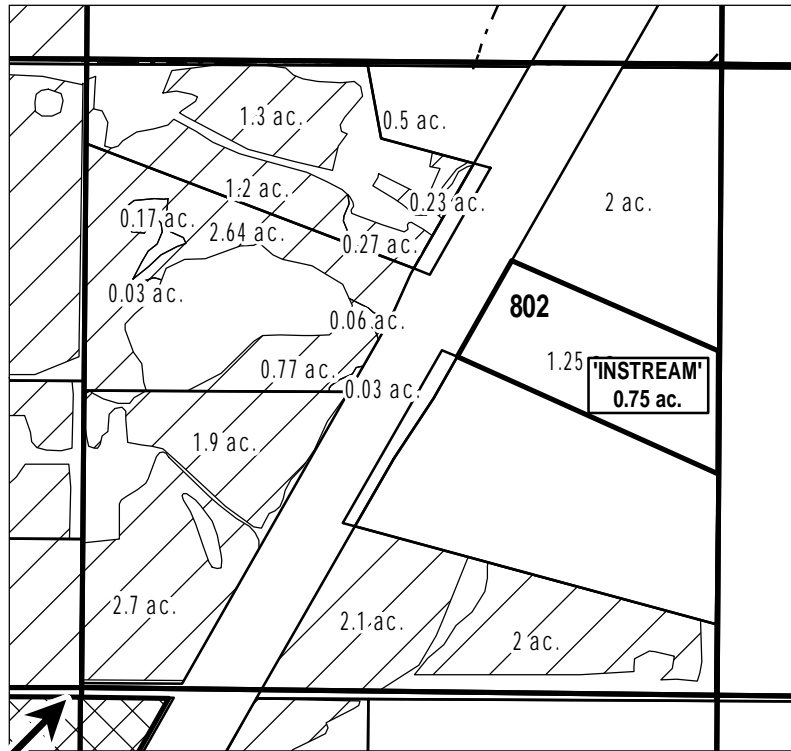 1.3 ac.
0.5 ac.
1.2 ac.
0.23 ac.
2 ac.
0.17 ac.
2.64 ac.
0.27 ac.
0.03 ac.
802
0.06 ac.
1.25
'INSTREAM'
0.75 ac.
0.77 ac.
0.03 ac.
1.9 ac.
2.7 ac.
2.1 ac.
2 ac.